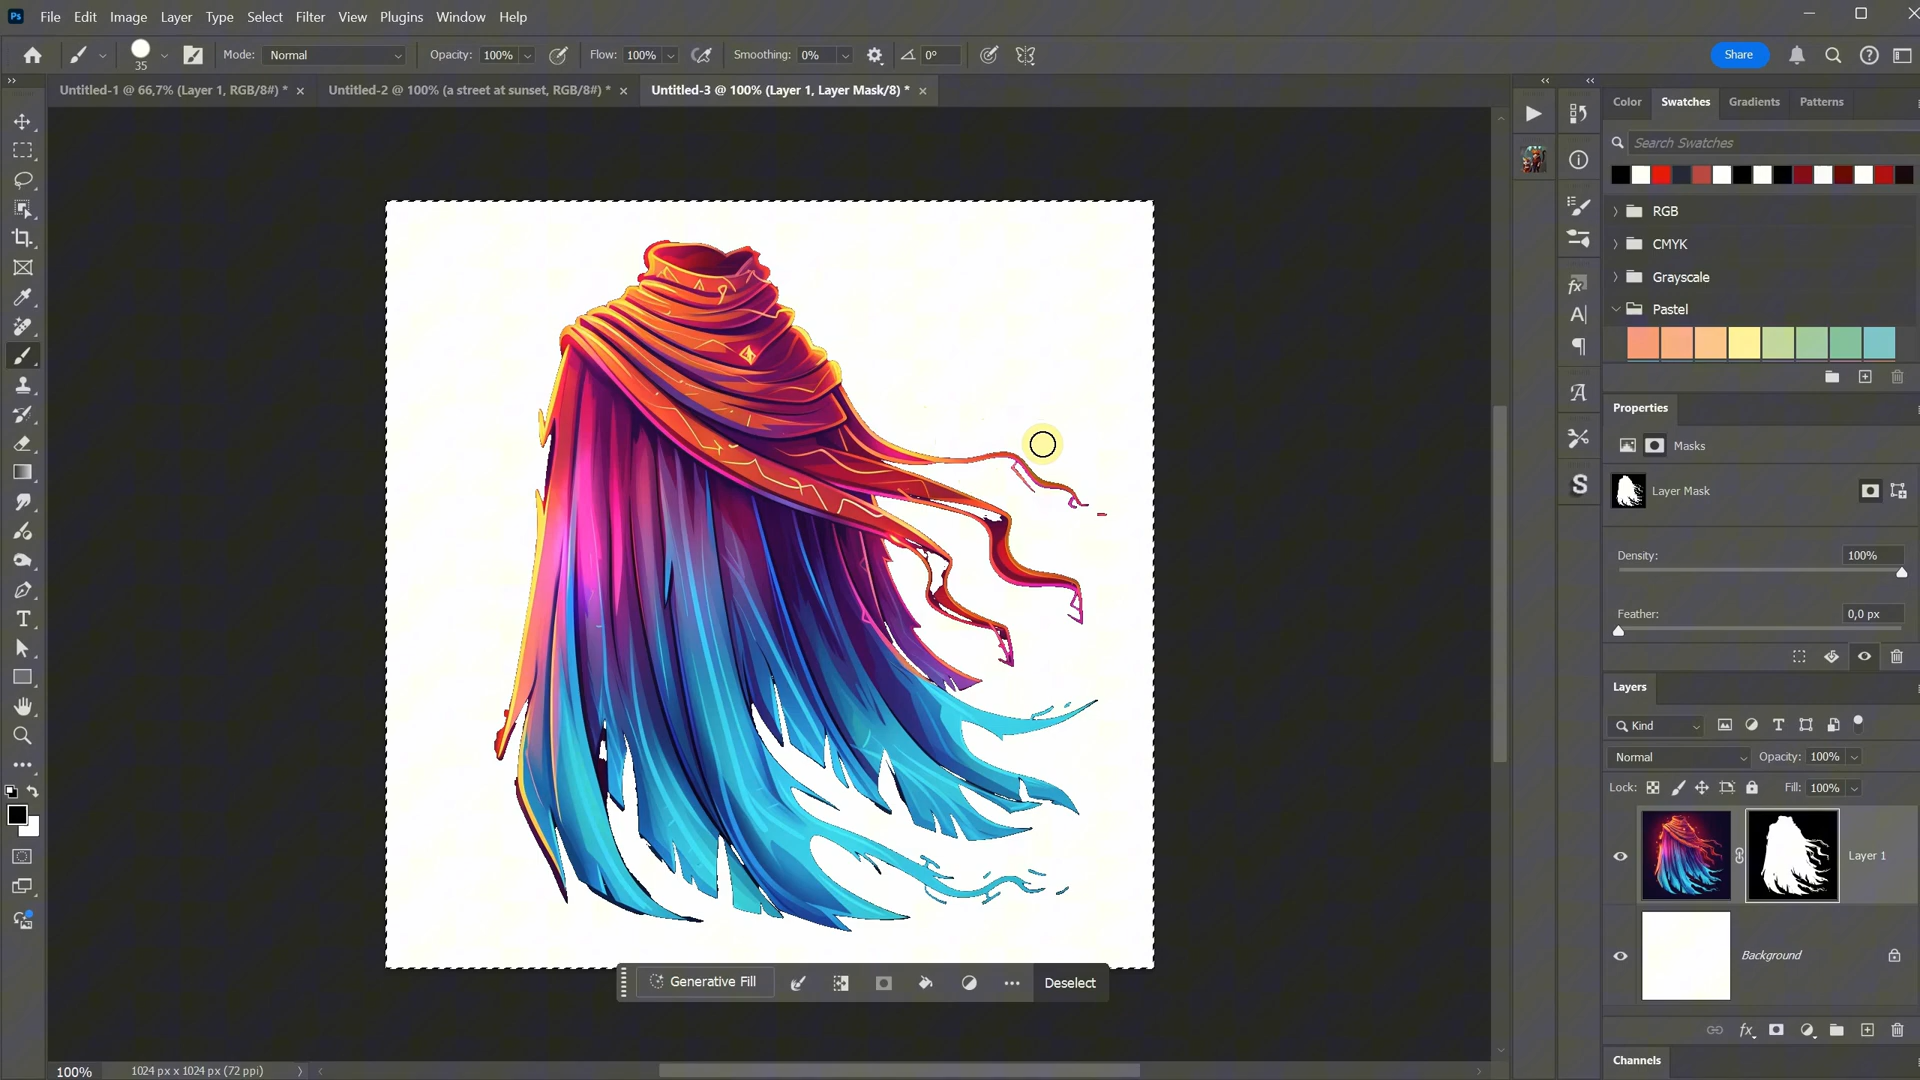 Ps File Edit Image Layer Type Select Filter View Plugins Window Help
35 Mode: Normal Opacity: 100% Flow: 100% Smoothing: 0% 0° Share
Untitled-1 @ 66,7% (Layer 1, RGB/8#) * Untitled-2 @ 100% (a street at sunset, RGB/8#) * Untitled-3 @ 100% (Layer 1, Layer Mask/8) *
Color Swatches Gradients Patterns
Search Swatches
RGB
CMYK
Grayscale
Pastel
Properties
Masks
Layer Mask
Density: 100%
Feather: 0,0 px
Layers
Kind
Normal Opacity: 100%
Lock: Fill: 100%
Layer 1
Background
Generative Fill Deselect
Channels
100% 1024 px x 1024 px (72 ppi)